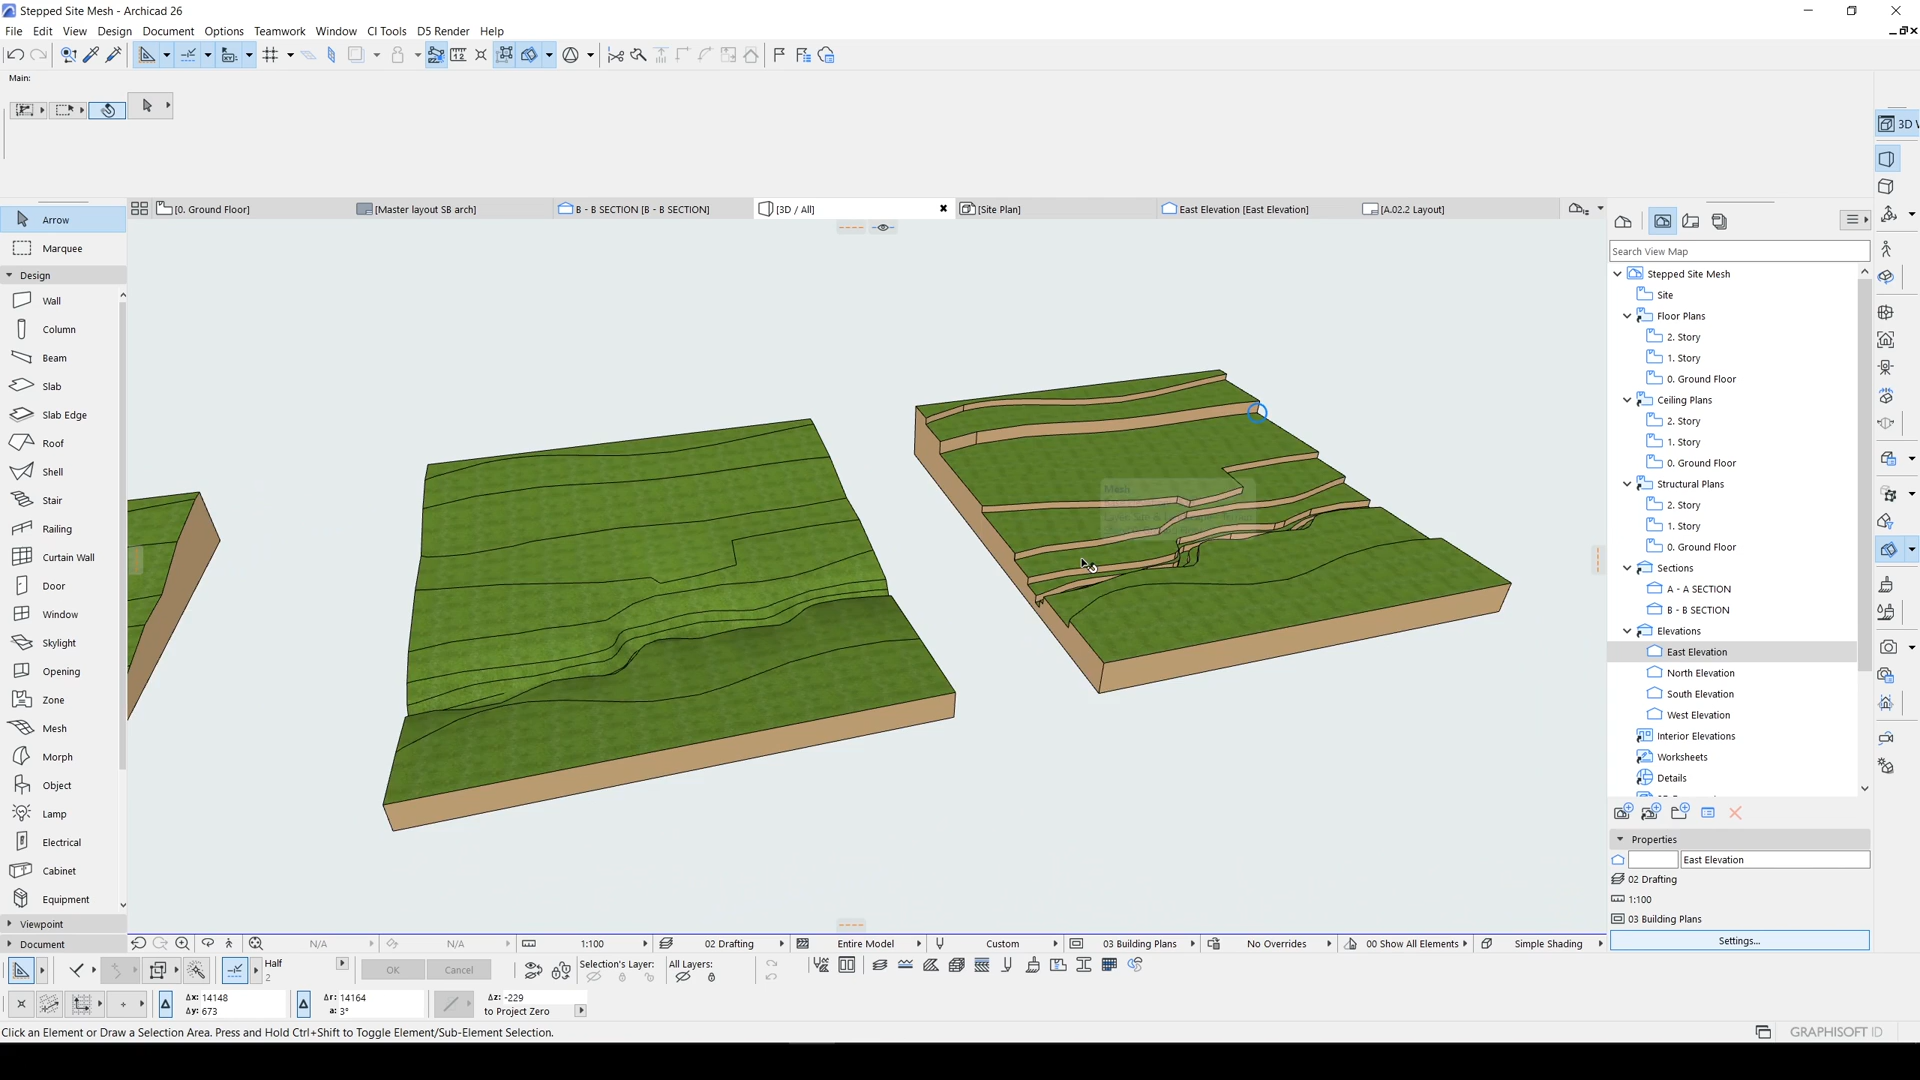 Stepped Site Mesh - Archicad 26
File Edit View Design Document Options Teamwork Window CI Tools D5 Render Help
Main:
[0. Ground Floor] [Master layout SB arch] B - B SECTION [B - B SECTION] [3D / All] [Site Plan] East Elevation [East Elevation] [A.02.2 Layout]
3D
Arrow
Marquee
Design
Wall
Column
Beam
Slab
Slab Edge
Roof
Shell
Stair
Railing
Curtain Wall
Door
Window
Skylight
Opening
Zone
Mesh
Morph
Object
Lamp
Electrical
Cabinet
Equipment
Viewpoint
Document
Mesh
Search View Map
Stepped Site Mesh
Site
Floor Plans
2. Story
1. Story
0. Ground Floor
Ceiling Plans
2. Story
1. Story
0. Ground Floor
Structural Plans
2. Story
1. Story
0. Ground Floor
Sections
A - A SECTION
B - B SECTION
Elevations
East Elevation
North Elevation
South Elevation
West Elevation
Interior Elevations
Worksheets
Details
Properties
East Elevation
02 Drafting
1:100
03 Building Plans
Settings...
N/A N/A 1:100 02 Drafting Entire Model Custom 03 Building Plans No Overrides 00 Show All Elements Simple Shading
Half
2
OK Cancel
Selection's Layer: All Layers:
Δx: 14148
Δy: 673
Δr: 14164
a: 3°
Δz: -229
to Project Zero
Click an Element or Draw a Selection Area. Press and Hold Ctrl+Shift to Toggle Element/Sub-Element Selection.
GRAPHISOFT ID